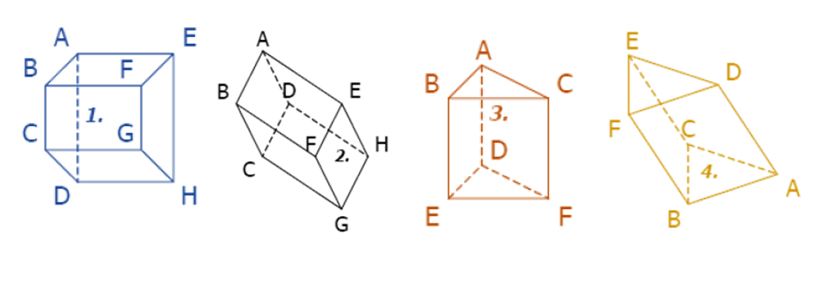 A E
B F
1.
C G
D H
A
B D E
F 2. H
C
G
A
B C
3.
D
E F
E
D
F C
4.
A
B